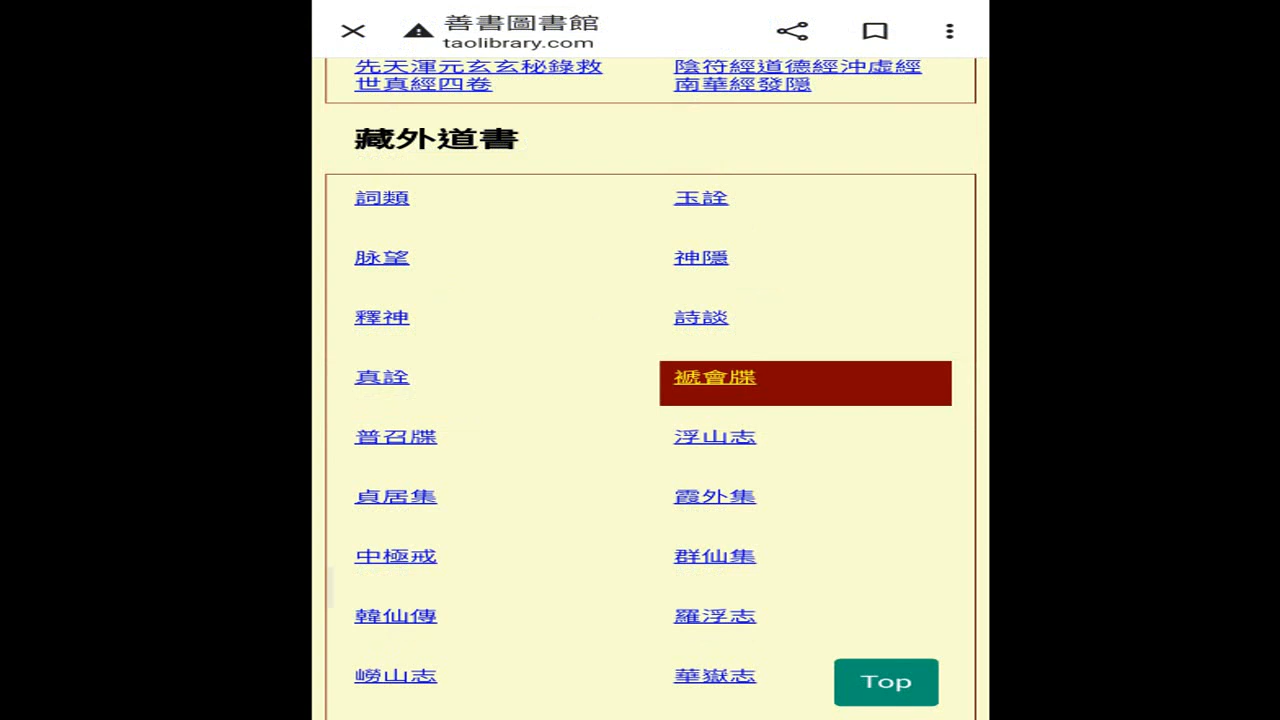 善書圖書館
taolibrary.com
先天渾元玄玄秘錄救
世真經四卷
陰符經道德經沖虛經
南華經發隱
藏外道書
詞類
玉詮
脉望
神隱
釋神
詩談
真詮
禠會牒
普召牒
浮山志
貞居集
霞外集
中極戒
群仙集
韓仙傳
羅浮志
嶗山志
華嶽志
Top